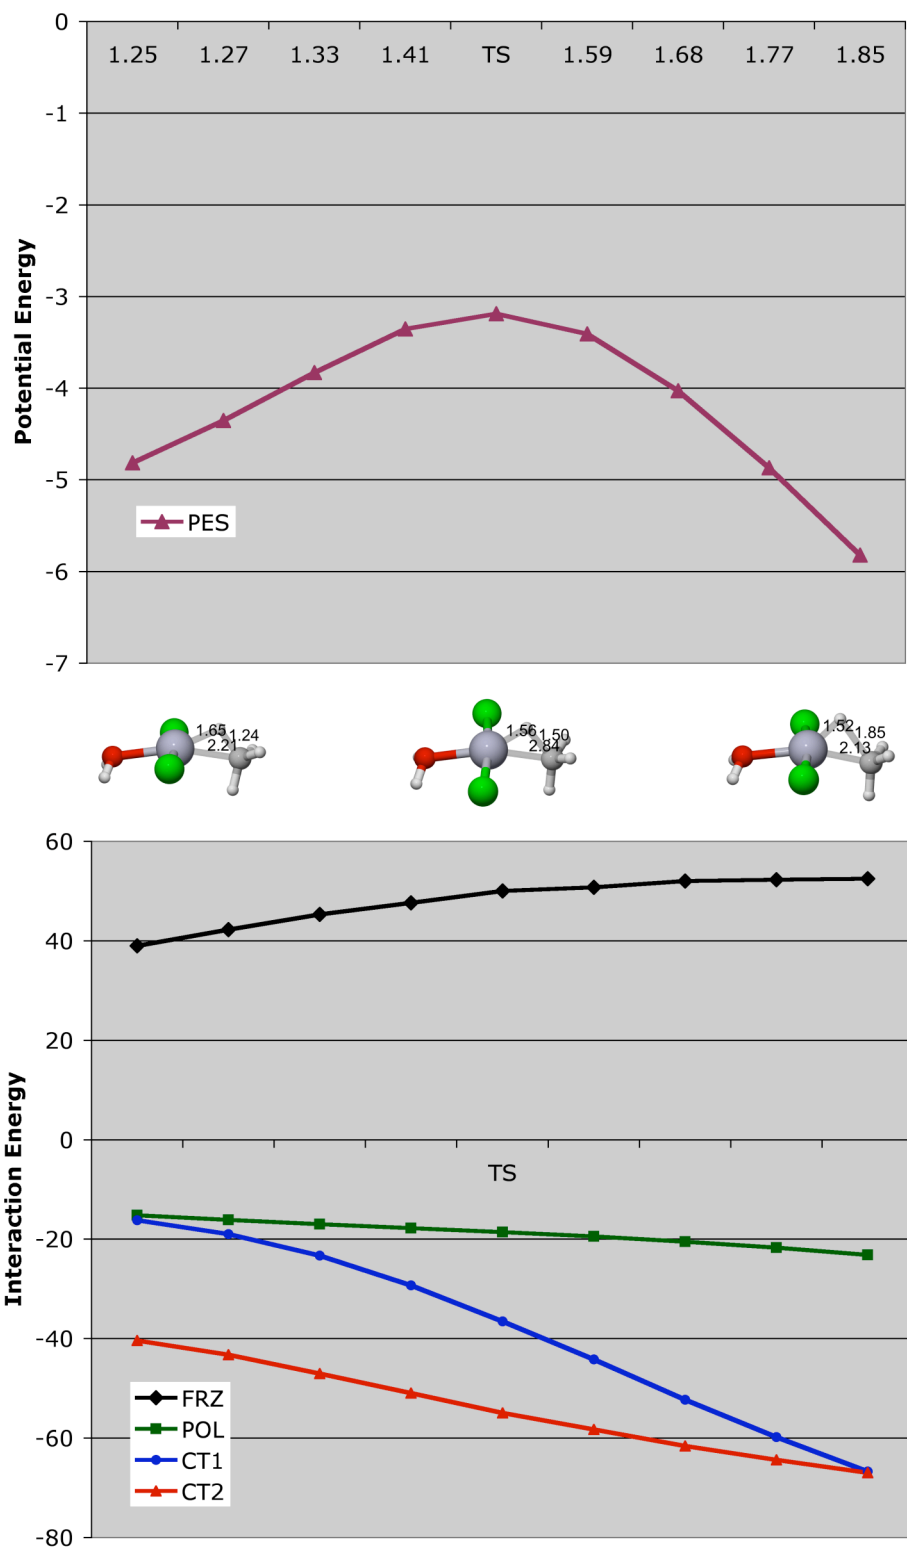 0
1.25 1.27 1.33 1.41 TS 1.59 1.68 1.77 1.85
-1
-2
-3
-4
-5
-6
-7
Potential Energy
PES
1.65 1.24
2.21
1.56 1.50
2.84
1.52 1.85
2.13
60
40
20
0
TS
-20
-40
-60
-80
Interaction Energy
FRZ
POL
CT1
CT2